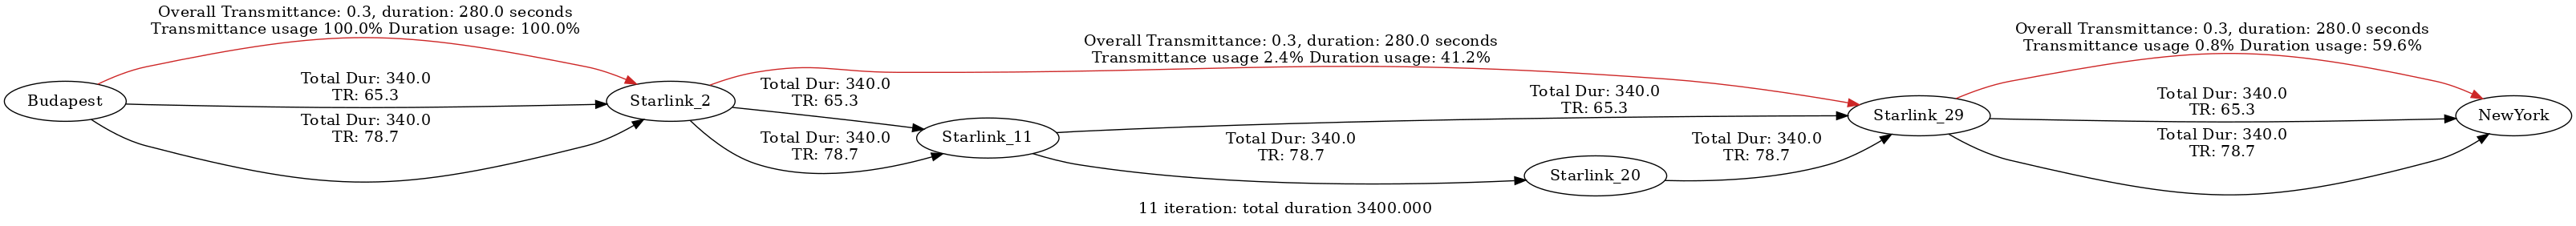 Overall Transmittance: 0.3, duration: 280.0 seconds
Transmittance usage 100.0% Duration usage: 100.0%
Overall Transmittance: 0.3, duration: 280.0 seconds
Transmittance usage 2.4% Duration usage: 41.2%
Overall Transmittance: 0.3, duration: 280.0 seconds
Transmittance usage 0.8% Duration usage: 59.6%
Budapest
Total Dur: 340.0
TR: 65.3
Total Dur: 340.0
TR: 78.7
Starlink_2
Total Dur: 340.0
TR: 65.3
Total Dur: 340.0
TR: 78.7
Starlink_11
Total Dur: 340.0
TR: 65.3
Total Dur: 340.0
TR: 78.7
Starlink_20
Total Dur: 340.0
TR: 78.7
Starlink_29
Total Dur: 340.0
TR: 65.3
Total Dur: 340.0
TR: 78.7
NewYork
11 iteration: total duration 3400.000